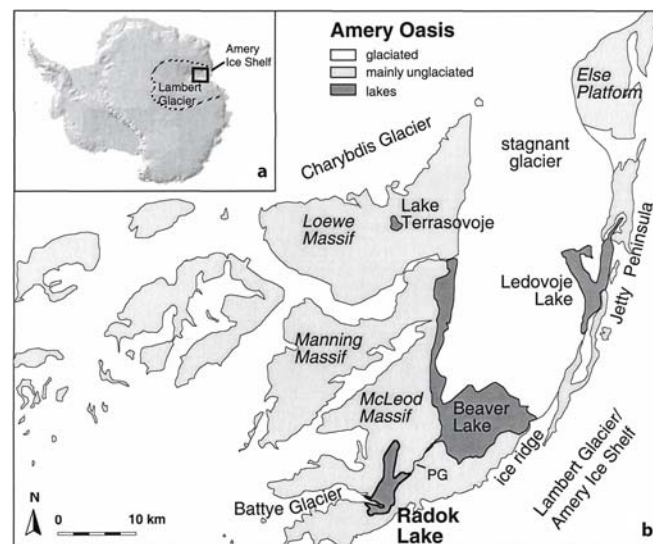 Amery
Ice Shelf
Lambert
Glacier
a
Amery Oasis
glaciated
mainly unglaciated
lakes
Else
Platform
stagnant
glacier
Charybdis Glacier
Lake
Terrasovoje
Loewe
Massif
Ledovoje
Lake
Jetty Peninsula
Manning
Massif
McLeod
Massif
Beaver
Lake
ice ridge
Lambert Glacier/
Amery Ice Shelf
PG
Battye Glacier
Radok
Lake
N
0 10 km
b